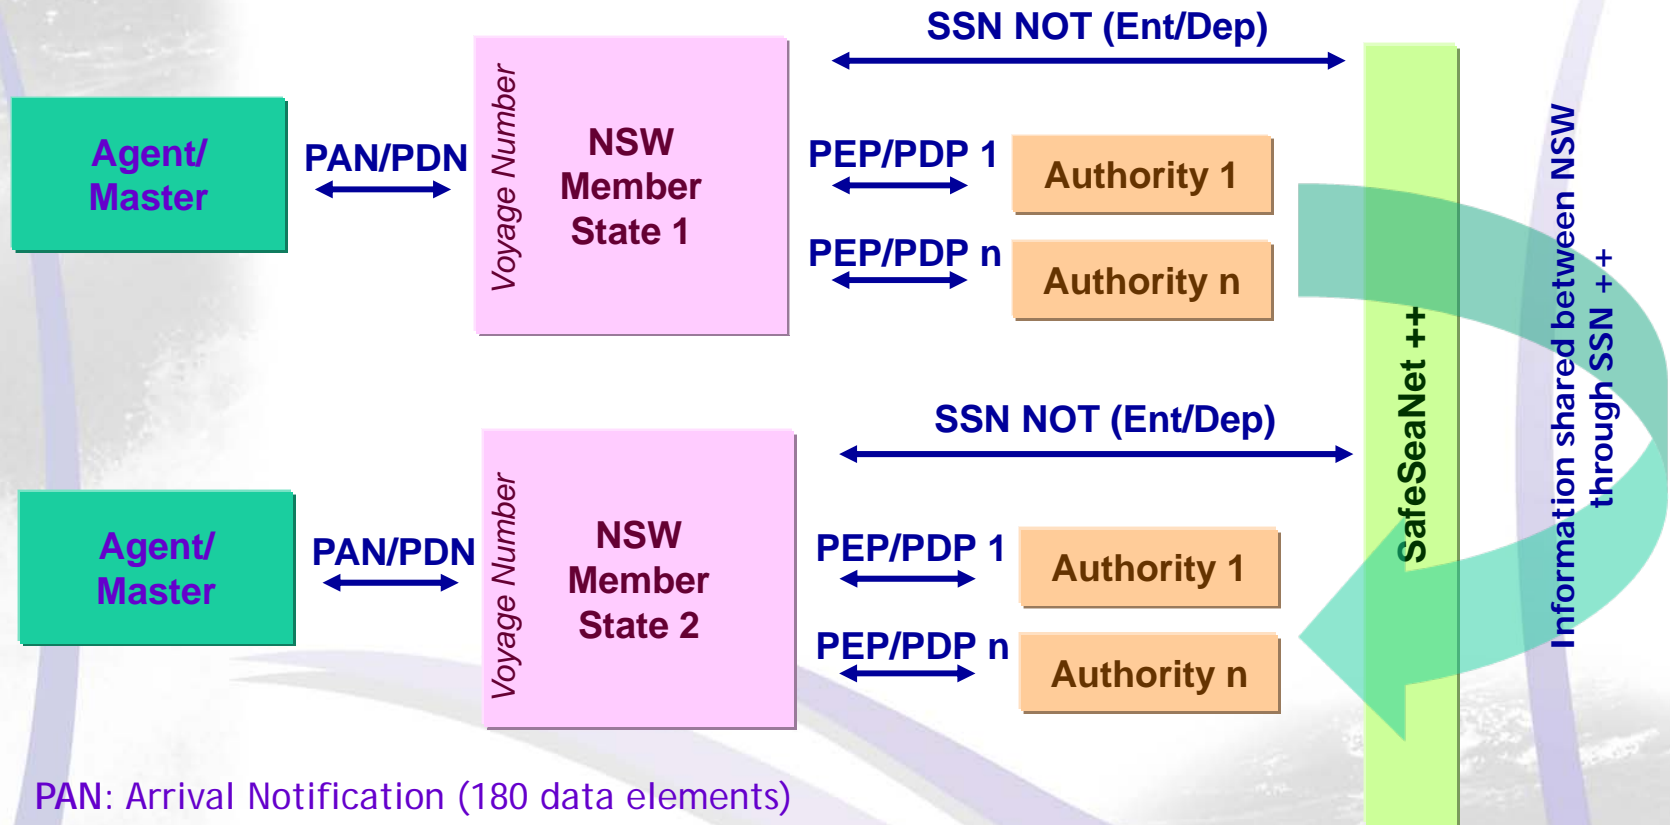 SSN NOT (Ent/Dep)
Agent/
Master
PAN/PDN
Voyage Number
NSW
Member
State 1
PEP/PDP 1
Authority 1
PEP/PDP n
Authority n
SafeSeaNet ++
Information shared between NSW
through SSN ++
SSN NOT (Ent/Dep)
Agent/
Master
PAN/PDN
Voyage Number
NSW
Member
State 2
PEP/PDP 1
Authority 1
PEP/PDP n
Authority n
PAN: Arrival Notification (180 data elements)